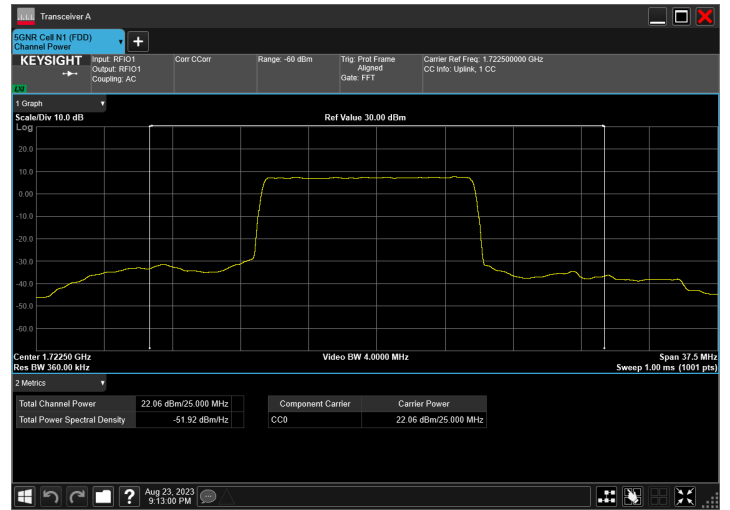 Transceiver A
5GNR Cell N1 (FDD)
Channel Power
KEYSIGHT
Input: RFIO1
Output: RFIO1
Coupling: AC
Corr CCorr
Range: -60 dBm
Trig: Prot Frame
Aligned
Gate: FFT
Carrier Ref Freq: 1.722500000 GHz
CC Info: Uplink, 1 CC
LXI
1 Graph
Scale/Div 10.0 dB
Ref Value 30.00 dBm
Log
20.0
10.0
0.00
-10.0
-20.0
-30.0
-40.0
-50.0
-60.0
Center 1.72250 GHz
Video BW 4.0000 MHz
Span 37.5 MHz
Res BW 360.00 kHz
Sweep 1.00 ms (1001 pts)
2 Metrics
Total Channel Power 22.06 dBm/25.000 MHz
Total Power Spectral Density -51.92 dBm/Hz
Component Carrier Carrier Power
CC0 22.06 dBm/25.000 MHz
Aug 23, 2023
9:13:00 PM